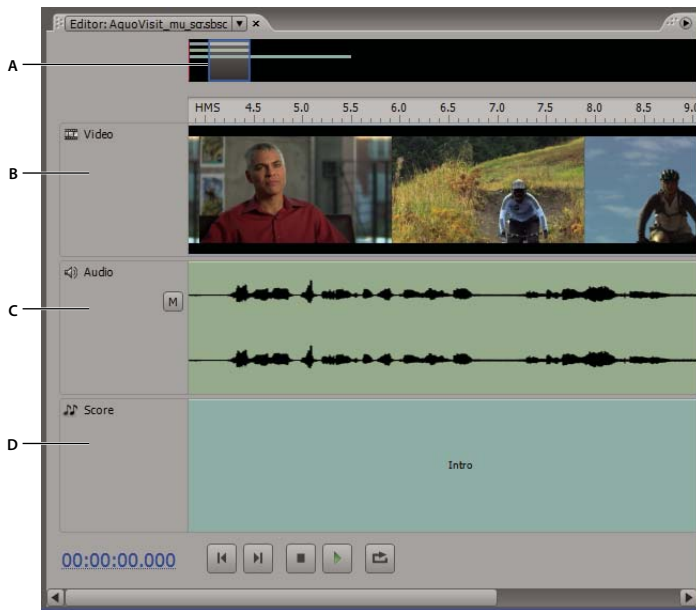 Editor: AquoVisit_mu_scr.sbsc
A
HMS 4.5 5.0 5.5 6.0 6.5 7.0 7.5 8.0 8.5 9.0
Video
B
Audio
M
C
Score
D
Intro
00:00:00.000